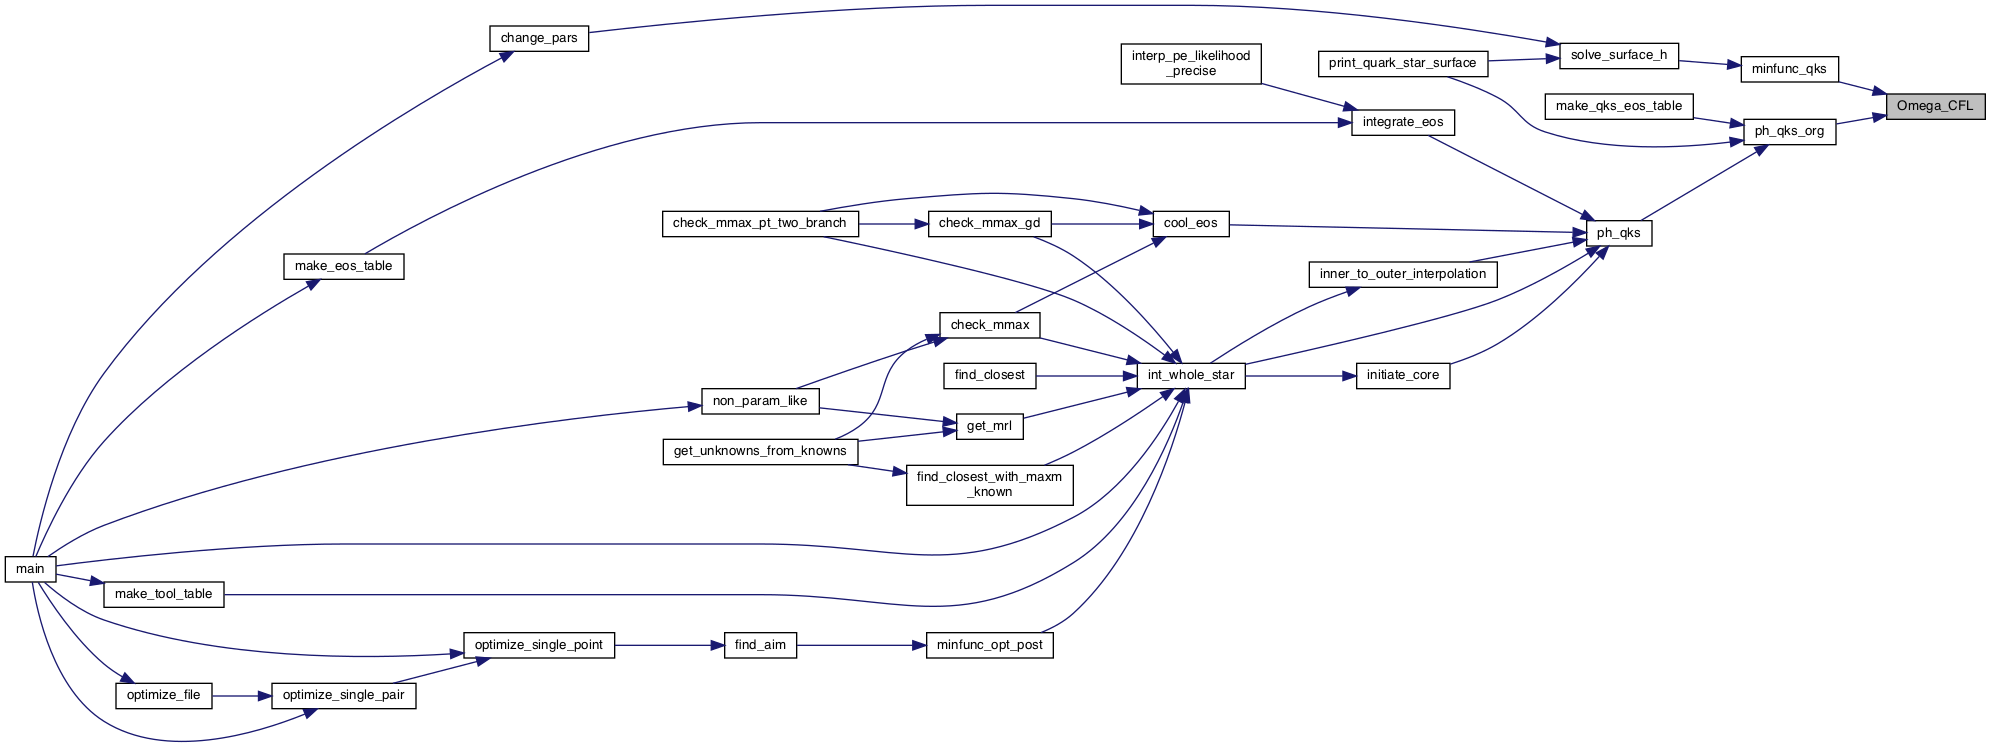 change_pars
interp_pe_likelihood
_precise
print_quark_star_surface
solve_surface_h
minfunc_qks
make_qks_eos_table
Omega_CFL
integrate_eos
ph_qks_org
check_mmax_pt_two_branch
check_mmax_gd
cool_eos
ph_qks
make_eos_table
inner_to_outer_interpolation
check_mmax
find_closest
int_whole_star
initiate_core
non_param_like
get_mrl
get_unknowns_from_knowns
find_closest_with_maxm
_known
main
make_tool_table
optimize_single_point
find_aim
minfunc_opt_post
optimize_file
optimize_single_pair